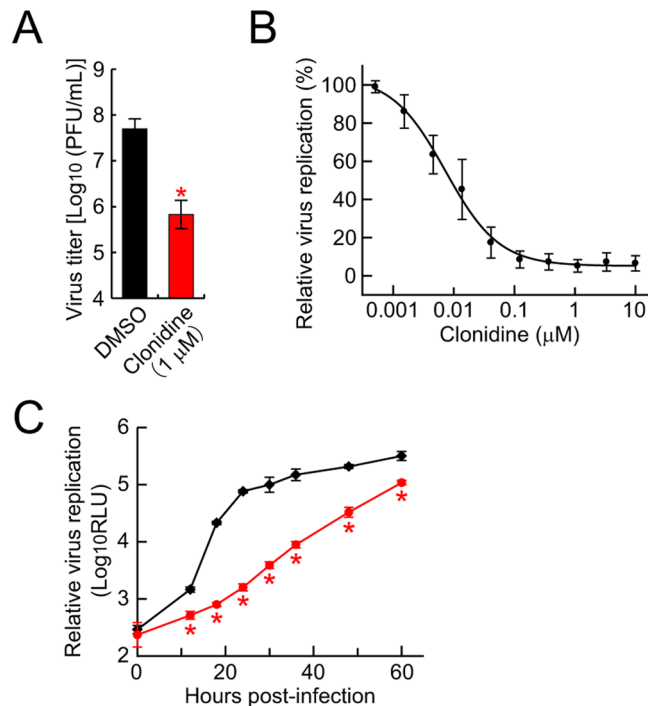 A
Virus titer [Log10 (PFU/mL)]
9
8
7
6
5
4
*
DMSO
Clonidine
(1 μM)
B
Relative virus replication (%)
100
80
60
40
20
0
0.001 0.01 0.1 1 10
Clonidine (μM)
C
Relative virus replication
(Log10RLU)
6
5
4
3
2
* * * * * * *
0 20 40 60
Hours post-infection